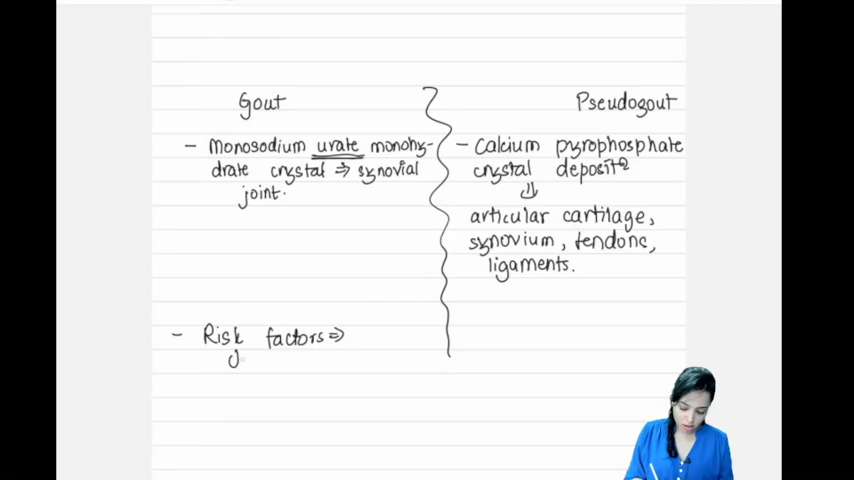 Gout
- Monosodium urate monohy-
drate crystal ⇒ synovial
joint.
- Risk factors ⇒
Pseudogout
- Calcium pyrophosphate
crystal deposit
⇓
articular cartilage,
synovium, tendons,
ligaments.